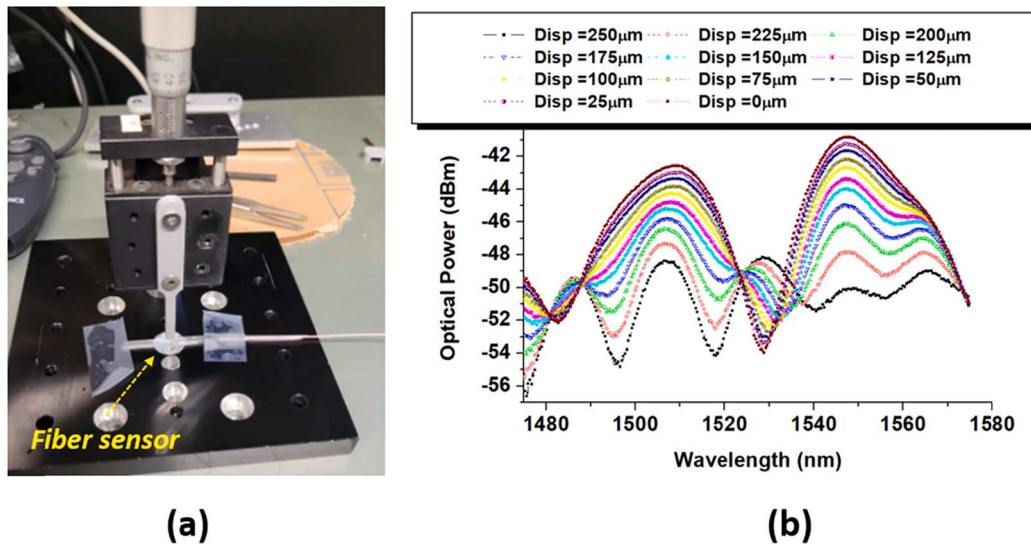 Disp =250μm Disp =225μm Disp =200μm
Disp =175μm Disp =150μm Disp =125μm
Disp =100μm Disp =75μm Disp =50μm
Disp =25μm Disp =0μm
INC.
Fiber sensor
Optical Power (dBm)
-42
-44
-46
-48
-50
-52
-54
-56
1480 1500 1520 1540 1560 1580
Wavelength (nm)
(a) (b)